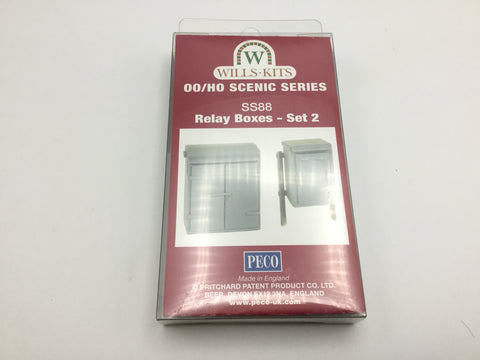 W
WILLS·KITS
OO/HO SCENIC SERIES
SS88
Relay Boxes - Set 2
PECO
Made in England
© PRITCHARD PATENT PRODUCT CO. LTD.
BEER, DEVON EX12 3NA, ENGLAND
www.peco-uk.com